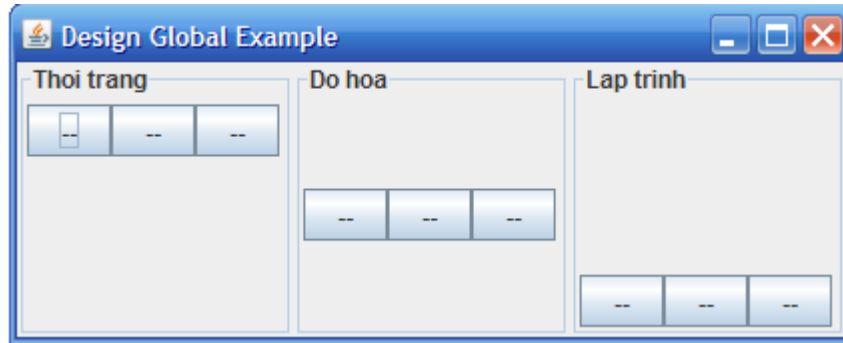 Design Global Example
Thoi trang
Do hoa
Lap trinh
-- -- --
-- -- --
-- -- --